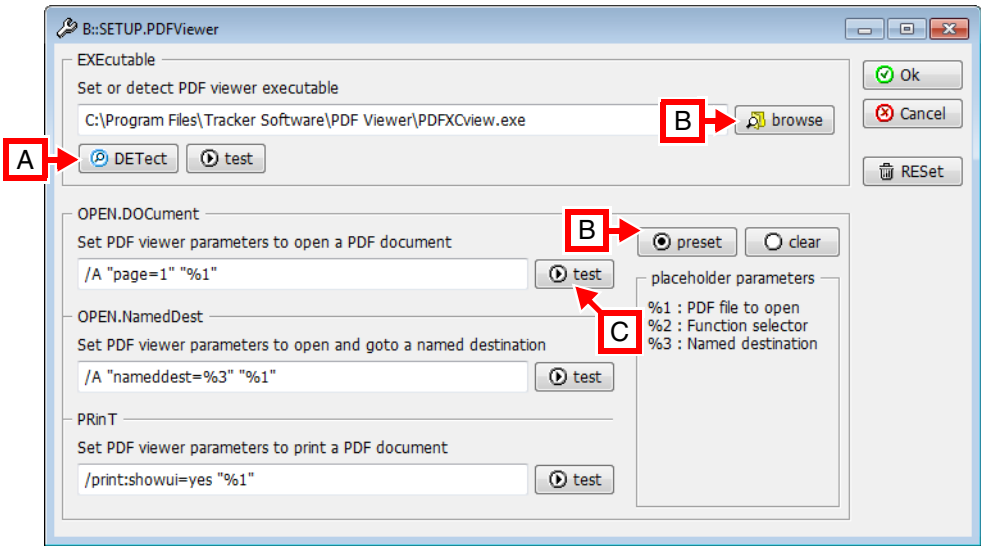 B::SETUP.PDFViewer
EXEcutable
Set or detect PDF viewer executable
C:\Program Files\Tracker Software\PDF Viewer\PDFXCview.exe
B
browse
A
DETect
test
Ok
Cancel
RESet
OPEN.DOCument
Set PDF viewer parameters to open a PDF document
B
preset
clear
/A "page=1" "%1"
test
C
placeholder parameters
%1 : PDF file to open
%2 : Function selector
%3 : Named destination
OPEN.NamedDest
Set PDF viewer parameters to open and goto a named destination
/A "nameddest=%3" "%1"
test
PRinT
Set PDF viewer parameters to print a PDF document
/print:showui=yes "%1"
test